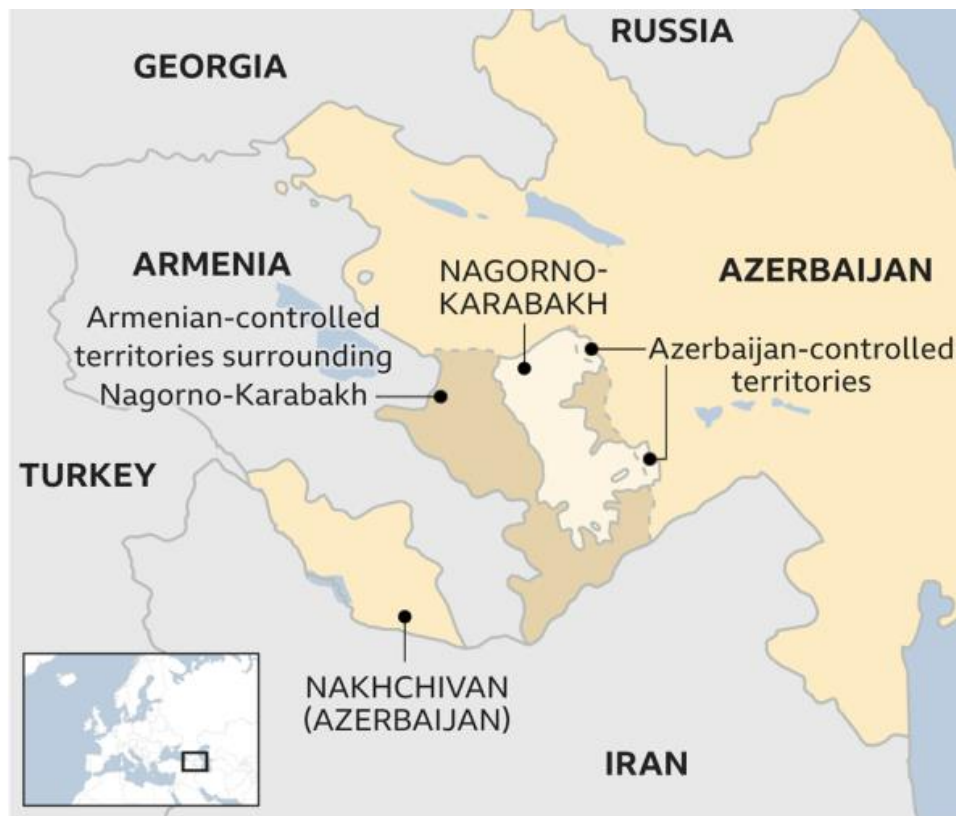 RUSSIA
GEORGIA
ARMENIA
NAGORNO-
KARABAKH
AZERBAIJAN
Armenian-controlled
territories surrounding
Nagorno-Karabakh
Azerbaijan-controlled
territories
TURKEY
NAKHCHIVAN
(AZERBAIJAN)
IRAN